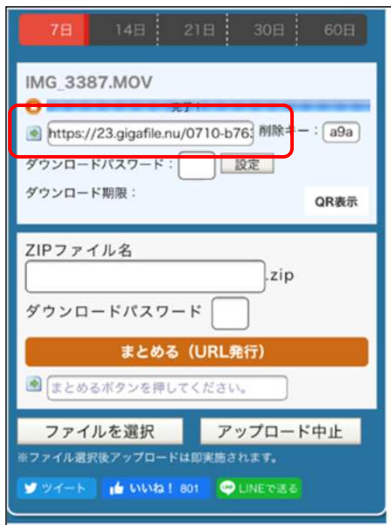 7日 14日 21日 30日 60日
IMG_3387.MOV
完了!
https://23.gigafile.nu/0710-b76 削除キー: a9a
ダウンロードパスワード: 設定
ダウンロード期限:
QR表示
ZIPファイル名
.zip
ダウンロードパスワード
まとめる(URL発行)
まとめるボタンを押してください。
ファイルを選択 アップロード中止
※ファイル選択後アップロードは即実施されます。
ツイート いいね! 801 LINEで送る